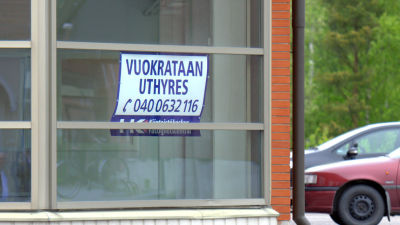 VUOKRATAAN
UTHYRES
040 0632 116